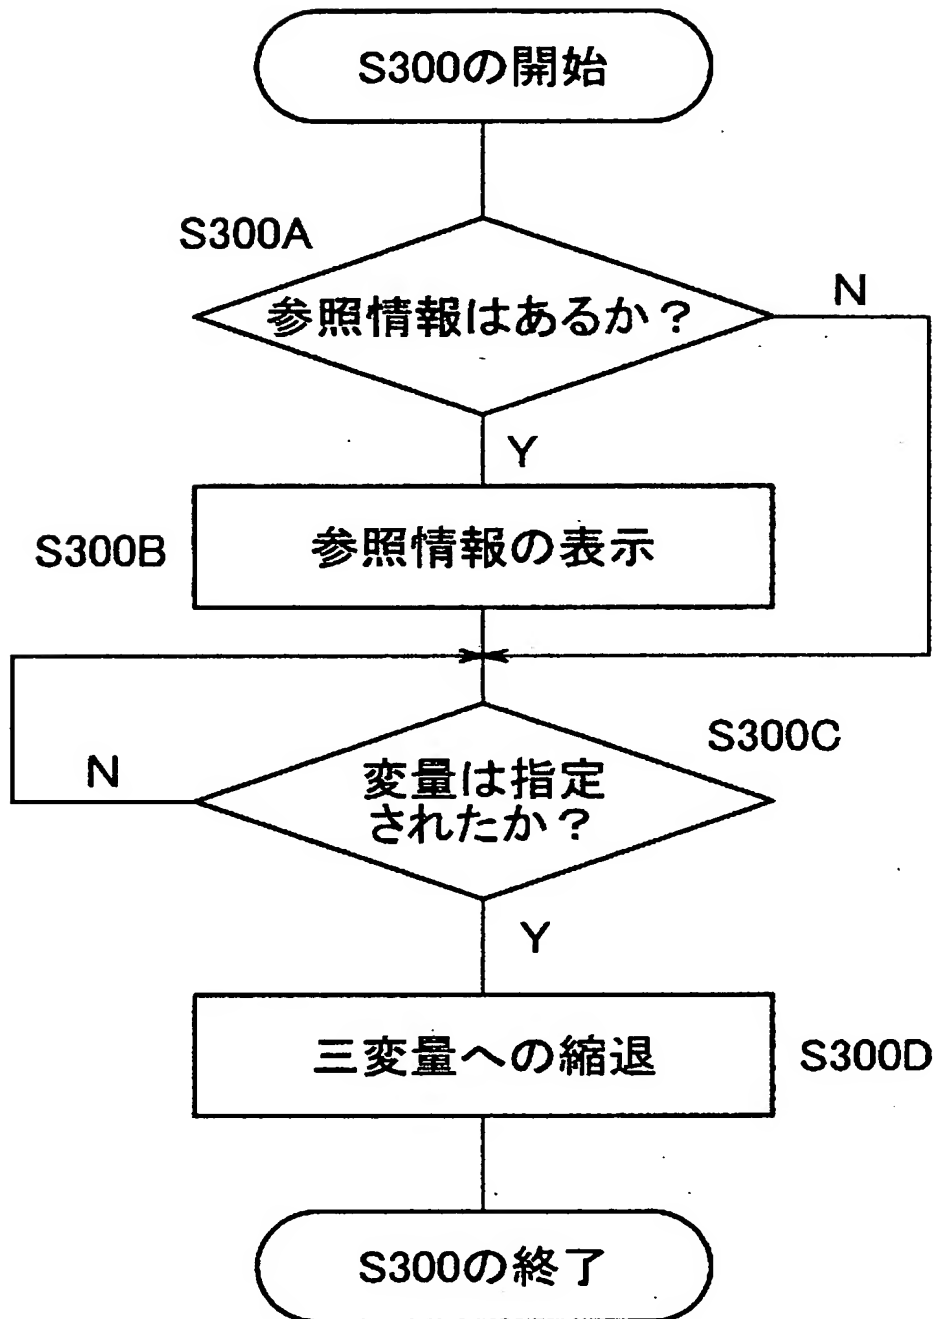 S300の開始
S300A
参照情報はあるか？
N
Y
S300B
参照情報の表示
S300C
N
変量は指定
されたか？
Y
三変量への縮退
S300D
S300の終了